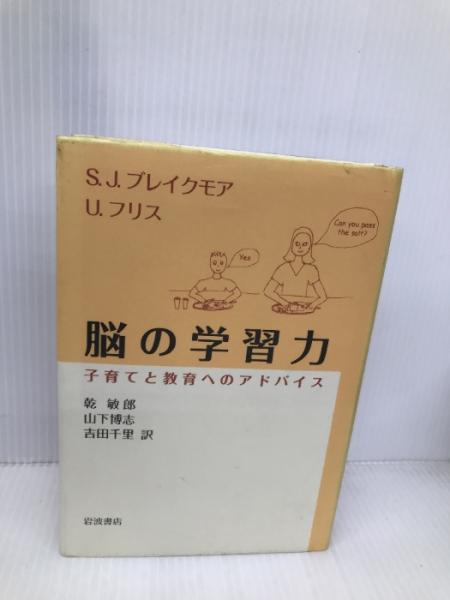 S.J.ブレイクモア
U.フリス
Can you pass
the salt?
Yes
脳の学習力
子育てと教育へのアドバイス
乾 敏郎
山下博志
吉田千里 訳
岩波書店